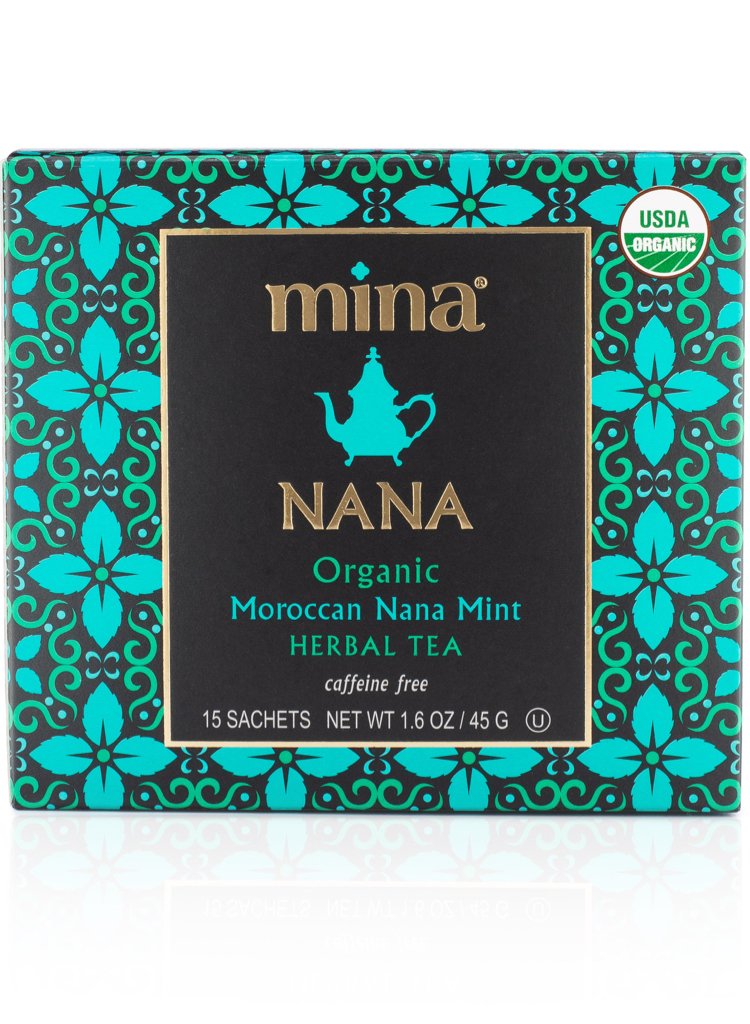 USDA
ORGANIC
mina®
NANA
Organic
Moroccan Nana Mint
HERBAL TEA
caffeine free
15 SACHETS NET WT 1.6 OZ / 45 G U